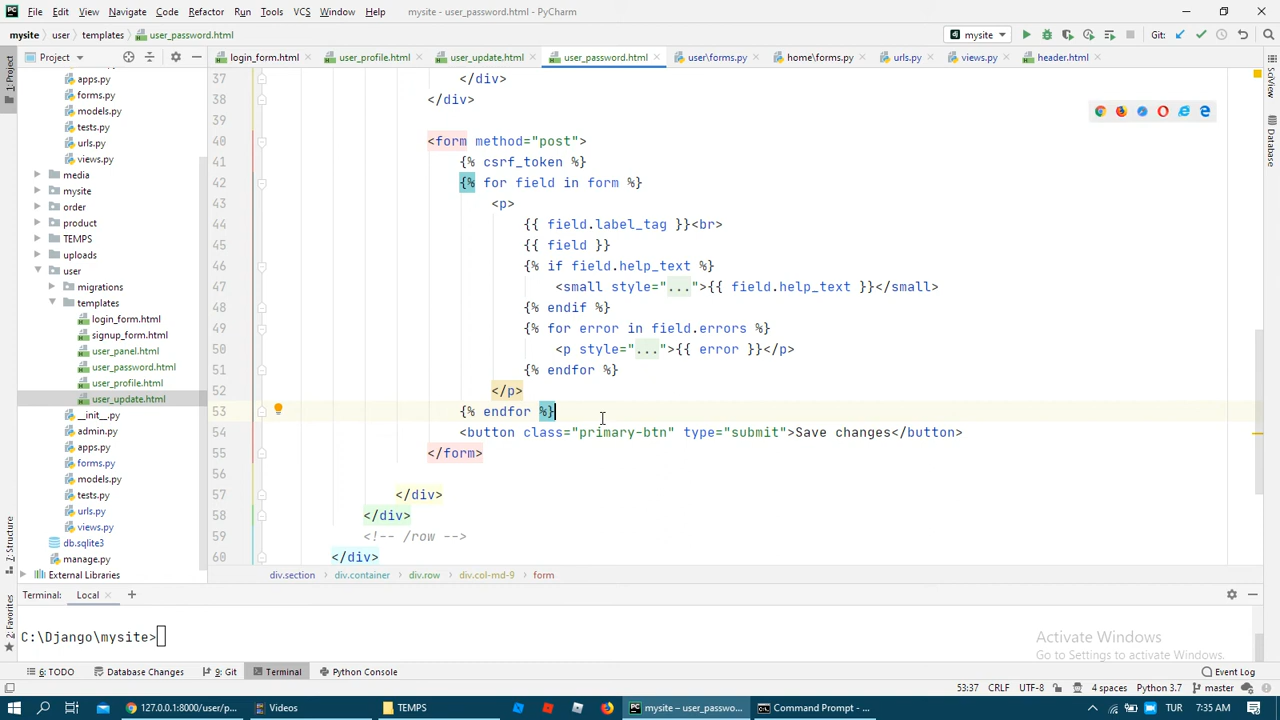 File Edit View Navigate Code Refactor Run Tools VCS Window Help mysite - user_password.html - PyCharm
mysite user templates user_password.html mysite Git:
Project login_form.html user_profile.html user_update.html user_password.html user\forms.py home\forms.py urls.py views.py header.html
1: Project
SciView
Database
7: Structure
2: Favorites
apps.py
forms.py
models.py
tests.py
urls.py
views.py
media
mysite
order
product
TEMPS
uploads
user
migrations
templates
login_form.html
signup_form.html
user_panel.html
user_password.html
user_profile.html
user_update.html
__init__.py
admin.py
apps.py
forms.py
models.py
tests.py
urls.py
views.py
db.sqlite3
manage.py
External Libraries
37 </div>
38 </div>
39
40 <form method="post">
41 {% csrf_token %}
42 {% for field in form %}
43 <p>
44 {{ field.label_tag }}<br>
45 {{ field }}
46 {% if field.help_text %}
47 <small style="...">{{ field.help_text }}</small>
48 {% endif %}
49 {% for error in field.errors %}
50 <p style="...">{{ error }}</p>
51 {% endfor %}
52 </p>
53 {% endfor %}
54 <button class="primary-btn" type="submit">Save changes</button>
55 </form>
56
57 </div>
58 </div>
59 <!-- /row -->
60 </div>
div.section div.container div.row div.col-md-9 form
Terminal: Local
C:\Django\mysite>
Activate Windows
Go to Settings to activate Windows.
6: TODO Database Changes 9: Git Terminal Python Console Event Log
53:37 CRLF UTF-8 4 spaces Python 3.7 master
127.0.0.1:8000/user/p... Videos TEMPS mysite – user_passwo... Command Prompt - ... TUR 7:35 AM